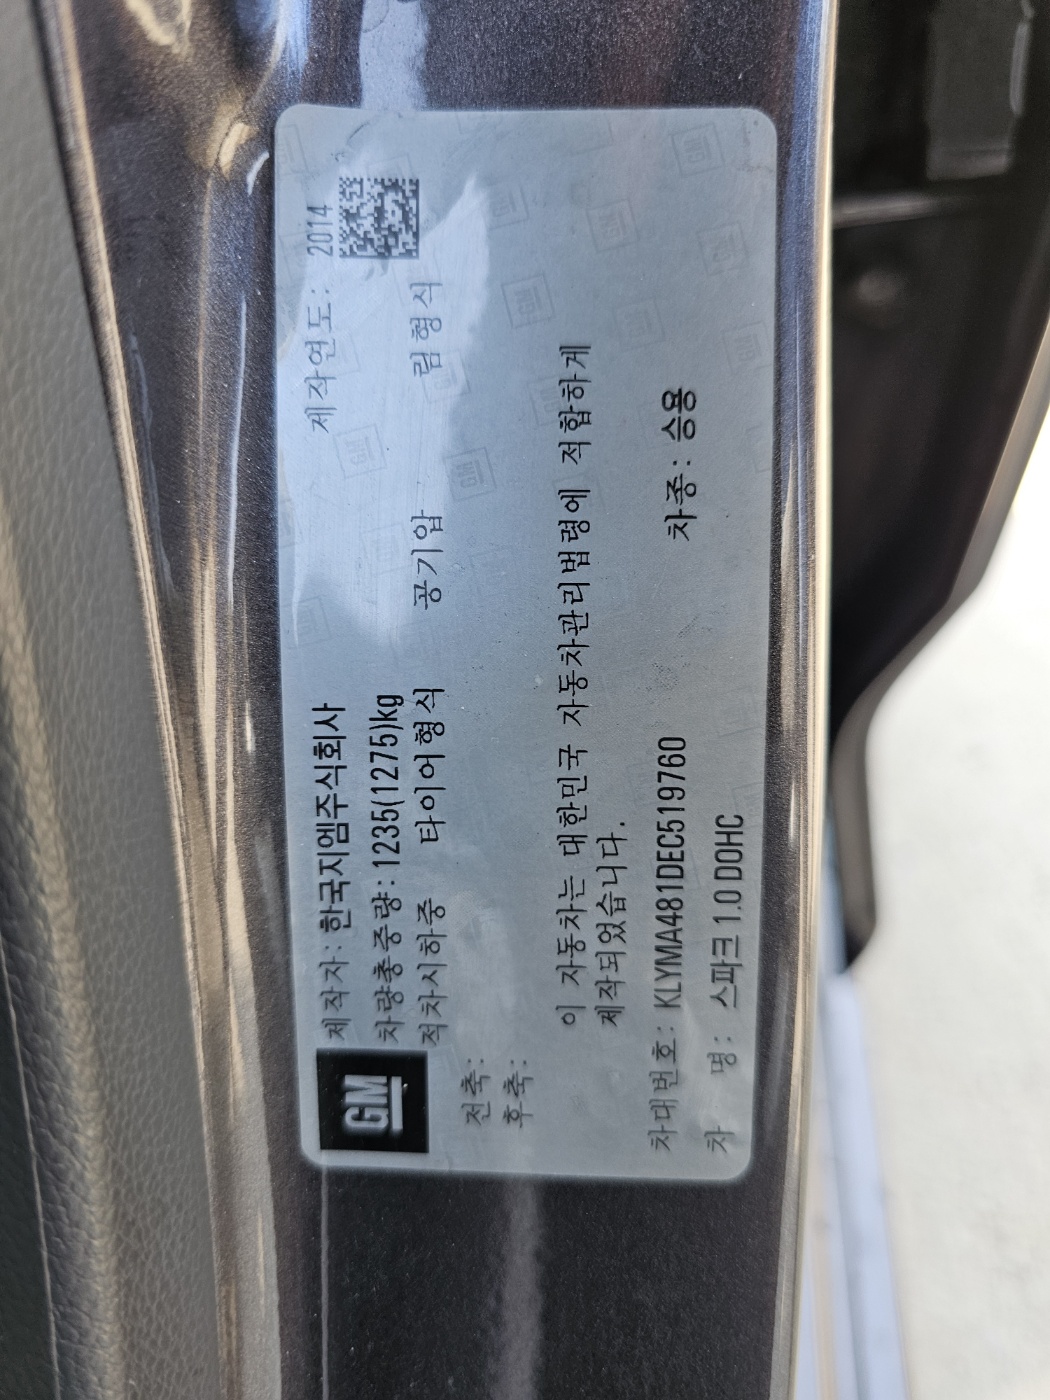 GM
제작자: 한국지엠주식회사 제작연도: 2014
차량총중량: 1235(1275)kg
적차시하중 타이어형식 공기압 림형식
전축:
후축:
이 자동차는 대한민국 자동차관리법령에 적합하게
제작되었습니다.
차대번호: KLYMA481DEC519760 차종: 승용
차 명: 스파크 1.0 DOHC